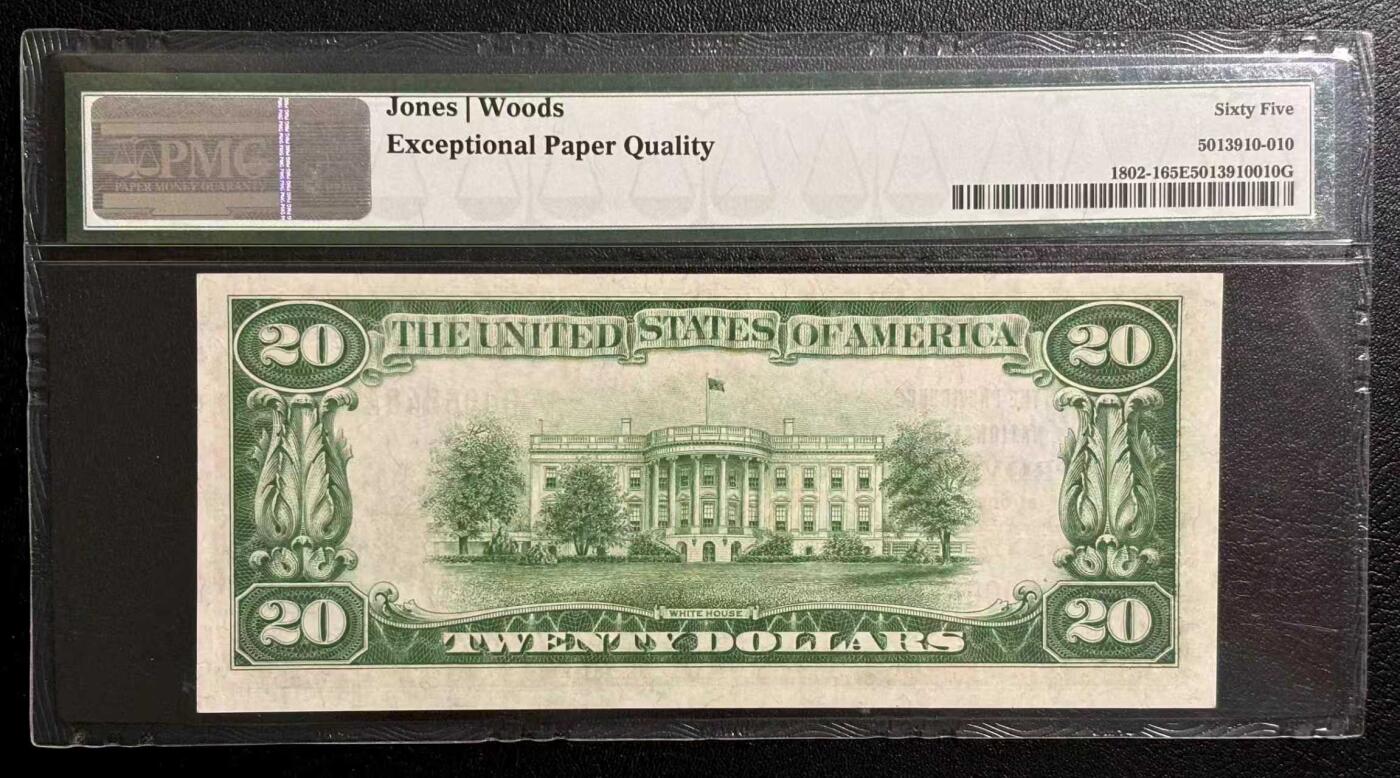 Jones | Woods
Exceptional Paper Quality
Sixty Five
5013910-010
1802-165E5013910010G
PMG
PAPER MONEY GUARANTY
20 THE UNITED STATES OF AMERICA 20
WHITE HOUSE
20 TWENTY DOLLARS 20